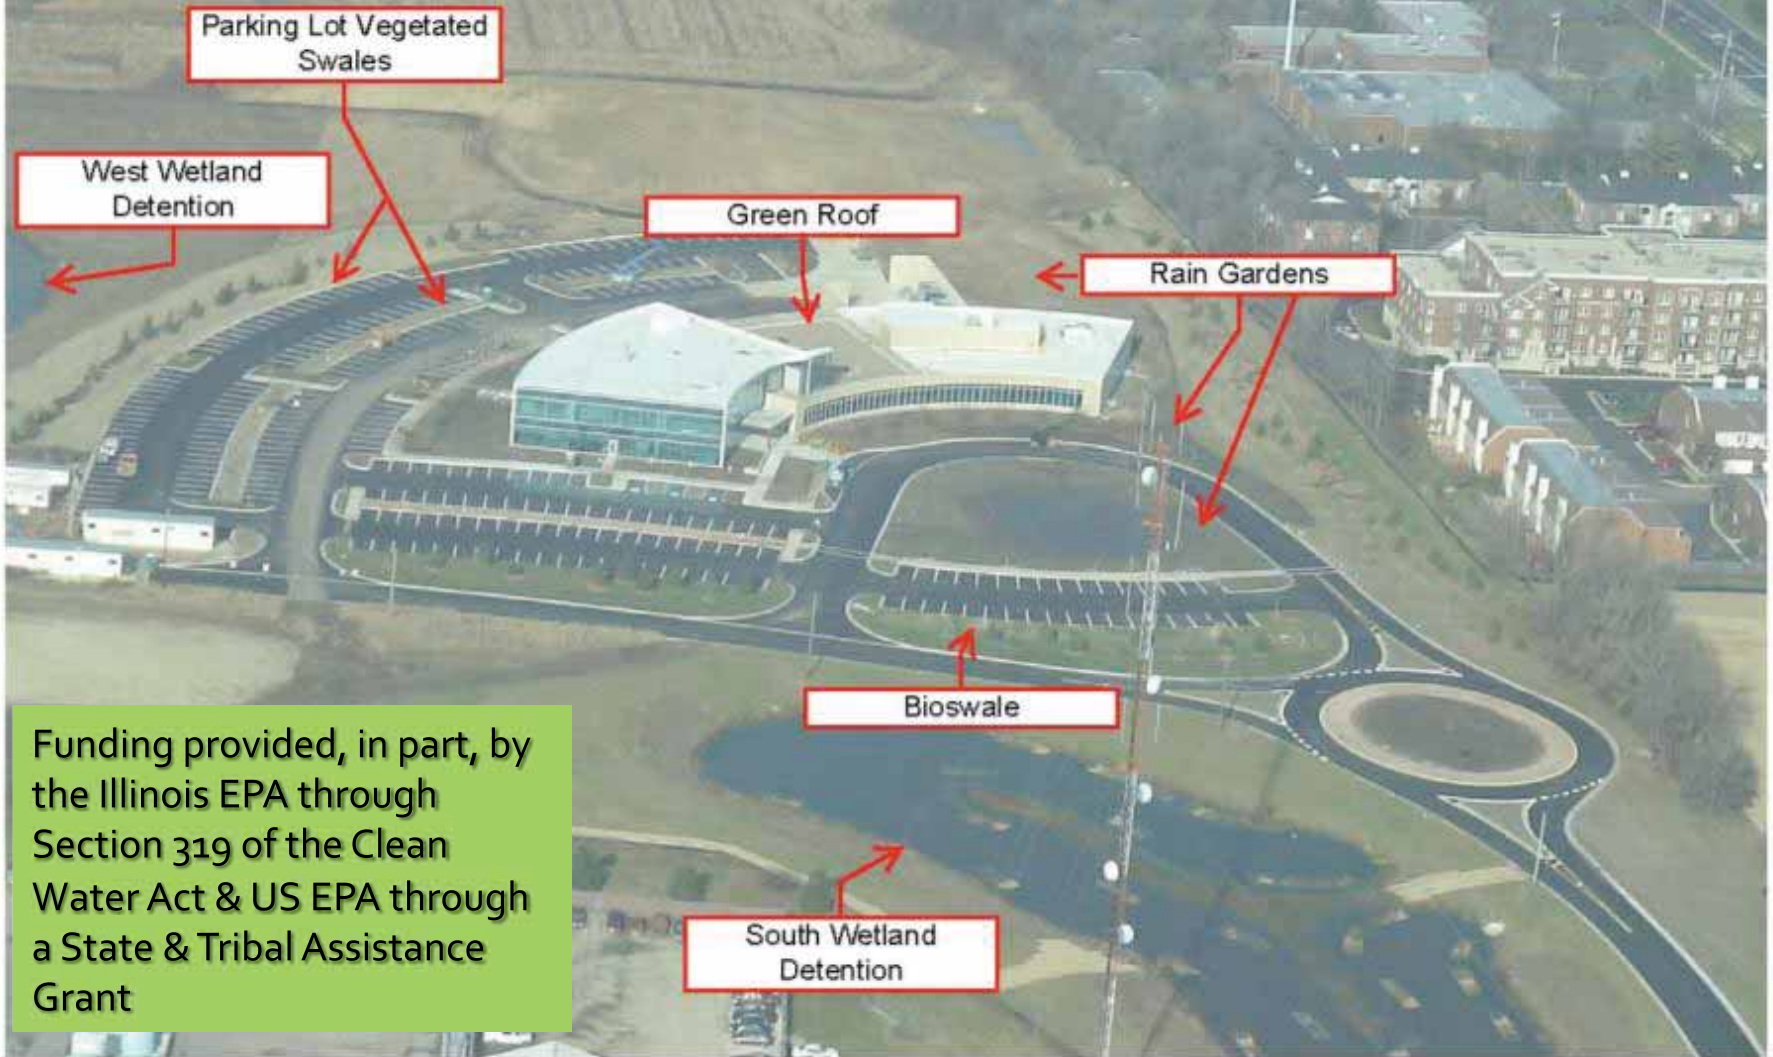 Parking Lot Vegetated
Swales
West Wetland
Detention
Green Roof
Rain Gardens
Bioswale
South Wetland
Detention
Funding provided, in part, by
the Illinois EPA through
Section 319 of the Clean
Water Act & US EPA through
a State & Tribal Assistance
Grant